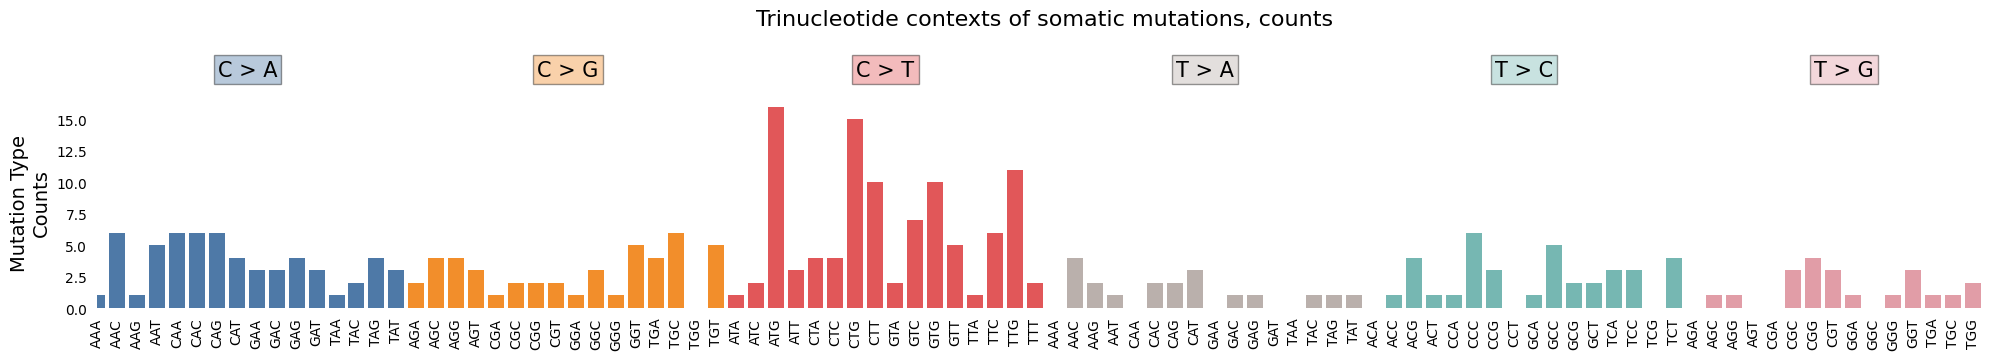 Trinucleotide contexts of somatic mutations, counts
C > A
C > G
C > T
T > A
T > C
T > G
Mutation Type
Counts
15.0
12.5
10.0
7.5
5.0
2.5
0.0
AAA AAC AAG AAT CAA CAC CAG CAT GAA GAC GAG GAT TAA TAC TAG TAT AGA AGC AGG AGT CGA CGC CGG CGT GGA GGC GGG GGT TGA TGC TGG TGT ATA ATC ATG ATT CTA CTC CTG CTT GTA GTC GTG GTT TTA TTC TTG TTT AAA AAC AAG AAT CAA CAC CAG CAT GAA GAC GAG GAT TAA TAC TAG TAT ACA ACC ACG ACT CCA CCC CCG CCT GCA GCC GCG GCT TCA TCC TCG TCT AGA AGC AGG AGT CGA CGC CGG CGT GGA GGC GGG GGT TGA TGC TGG